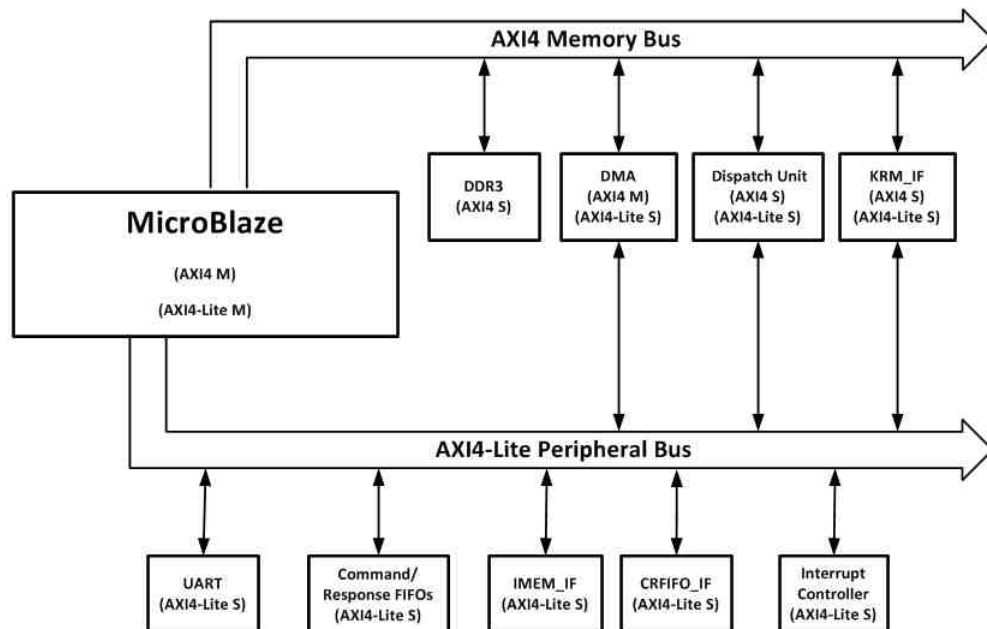 AXI4 Memory Bus
DDR3
(AXI4 S)
DMA
(AXI4 M)
(AXI4-Lite S)
Dispatch Unit
(AXI4 S)
(AXI4-Lite S)
KRM_IF
(AXI4 S)
(AXI4-Lite S)
MicroBlaze
(AXI4 M)
(AXI4-Lite M)
AXI4-Lite Peripheral Bus
UART
(AXI4-Lite S)
Command/
Response FIFOs
(AXI4-Lite S)
IMEM_IF
(AXI4-Lite S)
CRFIFO_IF
(AXI4-Lite S)
Interrupt
Controller
(AXI4-Lite S)